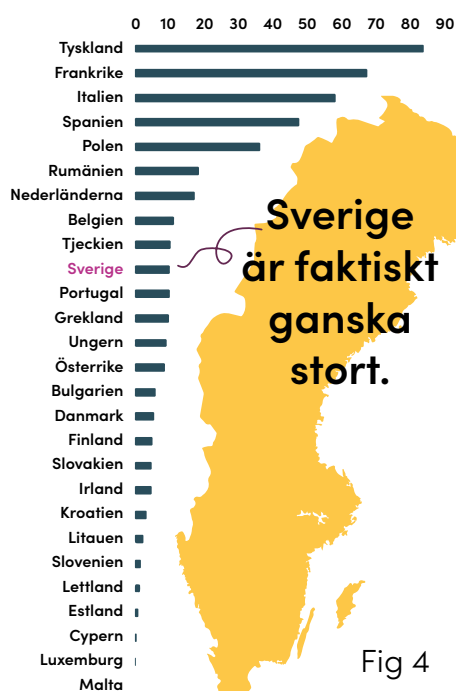 0 10 20 30 40 50 60 70 80 90
Tyskland
Frankrike
Italien
Spanien
Polen
Rumänien
Nederländerna
Belgien
Tjeckien
Sverige
Portugal
Grekland
Ungern
Österrike
Bulgarien
Danmark
Finland
Slovakien
Irland
Kroatien
Litauen
Slovenien
Lettland
Estland
Cypern
Luxemburg
Malta
Sverige
är faktiskt
ganska
stort.
Fig 4